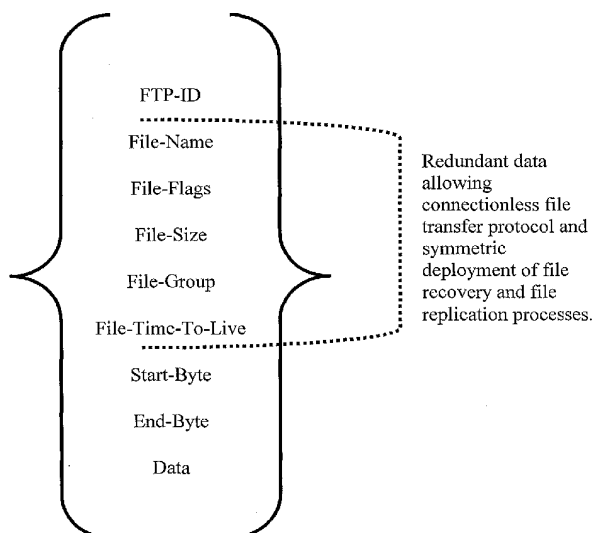 FTP-ID
File-Name
File-Flags
File-Size
File-Group
File-Time-To-Live
Start-Byte
End-Byte
Data
Redundant data
allowing
connectionless file
transfer protocol and
symmetric
deployment of file
recovery and file
replication processes.